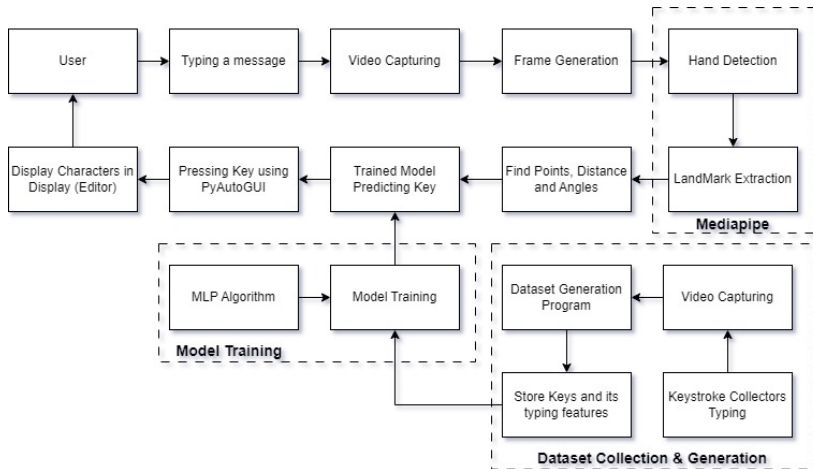 User
Typing a message
Video Capturing
Frame Generation
Hand Detection
Display Characters in
Display (Editor)
Pressing Key using
PyAutoGUI
Trained Model
Predicting Key
Find Points, Distance
and Angles
LandMark Extraction
Mediapipe
MLP Algorithm
Model Training
Dataset Generation
Program
Video Capturing
Model Training
Store Keys and its
typing features
Keystroke Collectors
Typing
Dataset Collection & Generation